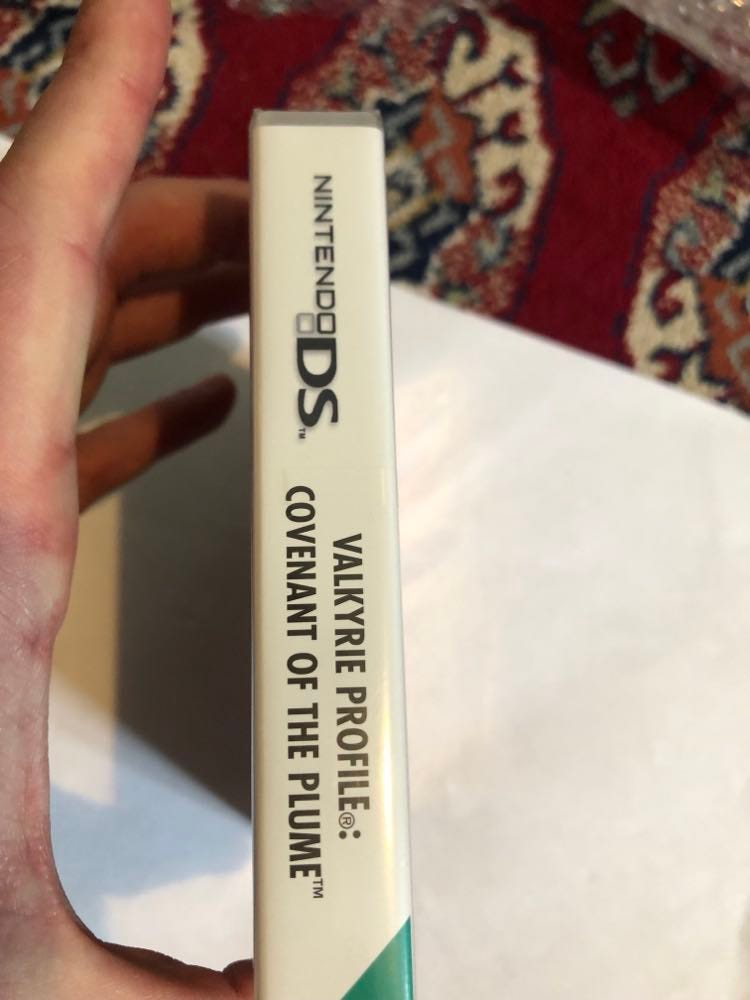 NINTENDO DS™
VALKYRIE PROFILE®:
COVENANT OF THE PLUME™